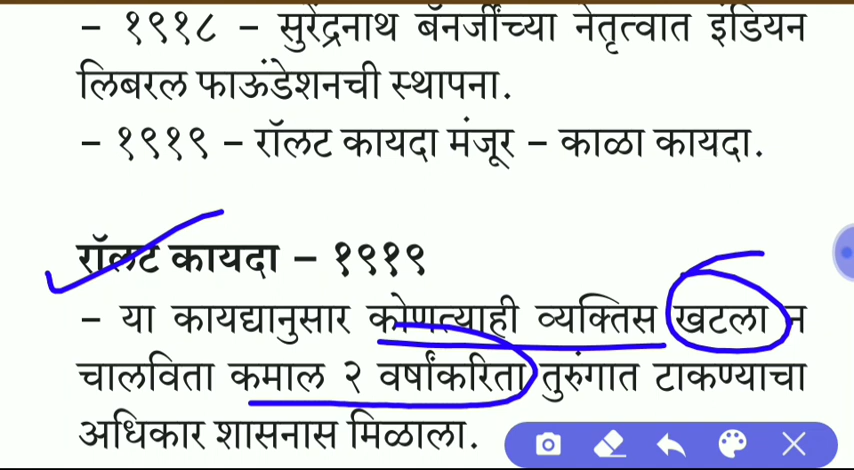 – १९१८ – सुरेंद्रनाथ बॅनर्जींच्या नेतृत्वात इंडियन
लिबरल फाऊंडेशनची स्थापना.
– १९१९ – रॉलट कायदा मंजूर – काळा कायदा.
रॉलट कायदा – १९१९
– या कायद्यानुसार कोणत्याही व्यक्तिस खटला न
चालविता कमाल २ वर्षांकरिता तुरुंगात टाकण्याचा
अधिकार शासनास मिळाला.